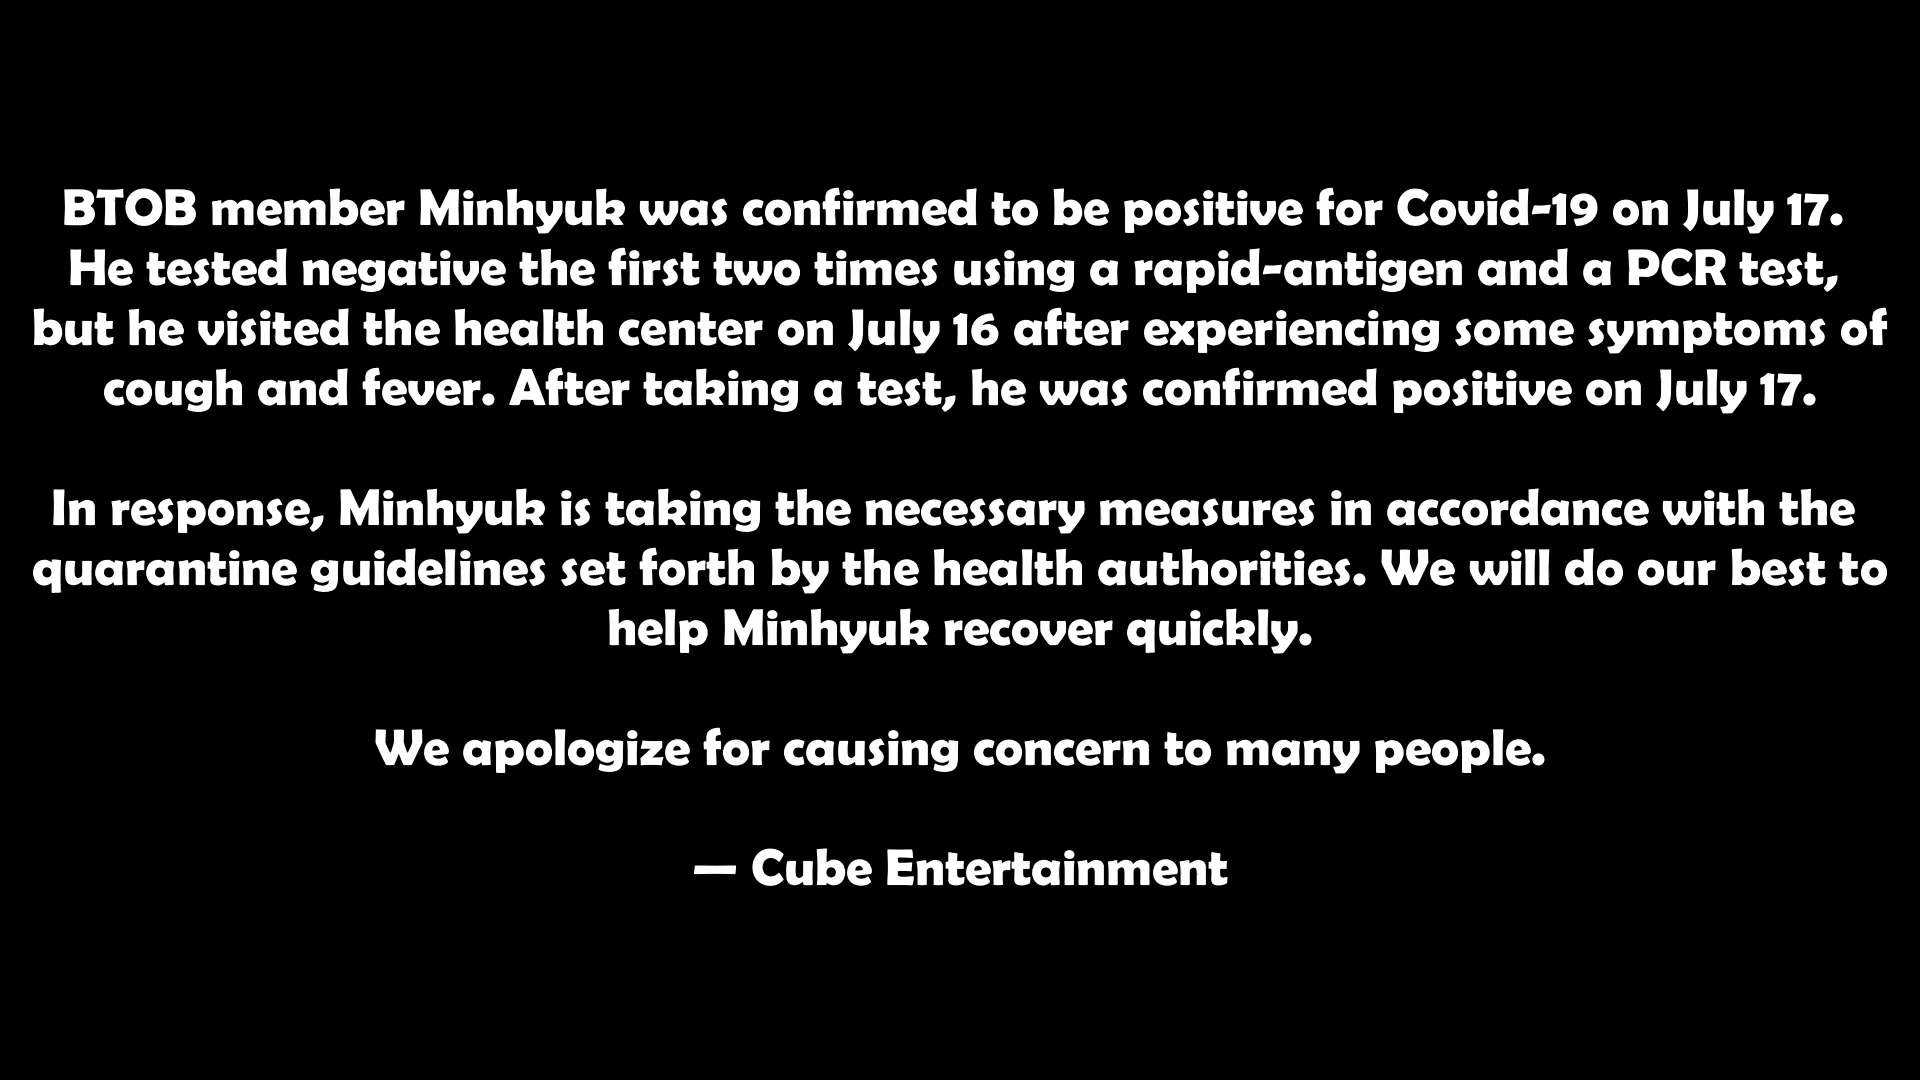 BTOB member Minhyuk was confirmed to be positive for Covid-19 on July 17.
He tested negative the first two times using a rapid-antigen and a PCR test,
but he visited the health center on July 16 after experiencing some symptoms of
cough and fever. After taking a test, he was confirmed positive on July 17.
In response, Minhyuk is taking the necessary measures in accordance with the
quarantine guidelines set forth by the health authorities. We will do our best to
help Minhyuk recover quickly.
We apologize for causing concern to many people.
— Cube Entertainment